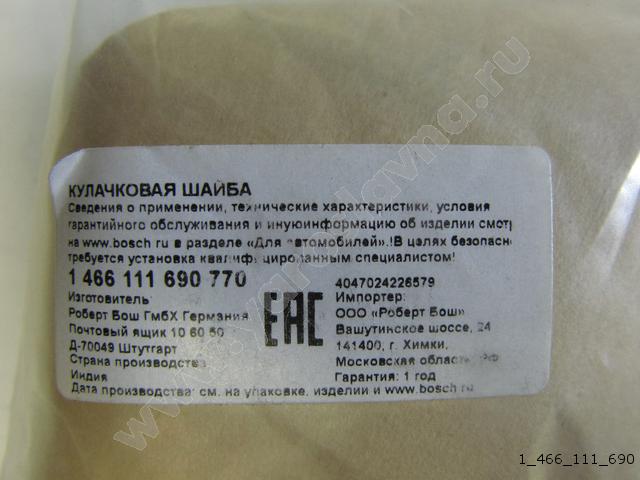 КУЛАЧКОВАЯ ШАЙБА
Сведения о применении, технические характеристики, условия
гарантийного обслуживания и инуюинформацию об изделии смотр
на www.bosch ru в разделе «Для автомобилей».!В целях безопасн
требуется установка квалифицированным специалистом!
1 466 111 690 770
4047024226579
Изготовитель
Роберт Бош ГмбХ Германия
Почтовый ящик 10 60 50
Д-70049 Штутгарт
Страна производства
Индия
EAC
Импортер:
ООО «Роберт Бош»
Вашутинское шоссе, 24
141400, г. Химки,
Московская область, РФ
Гарантия: 1 год
Дата производства: см. на упаковке, изделии и www.bosch ru
1_466_111_690